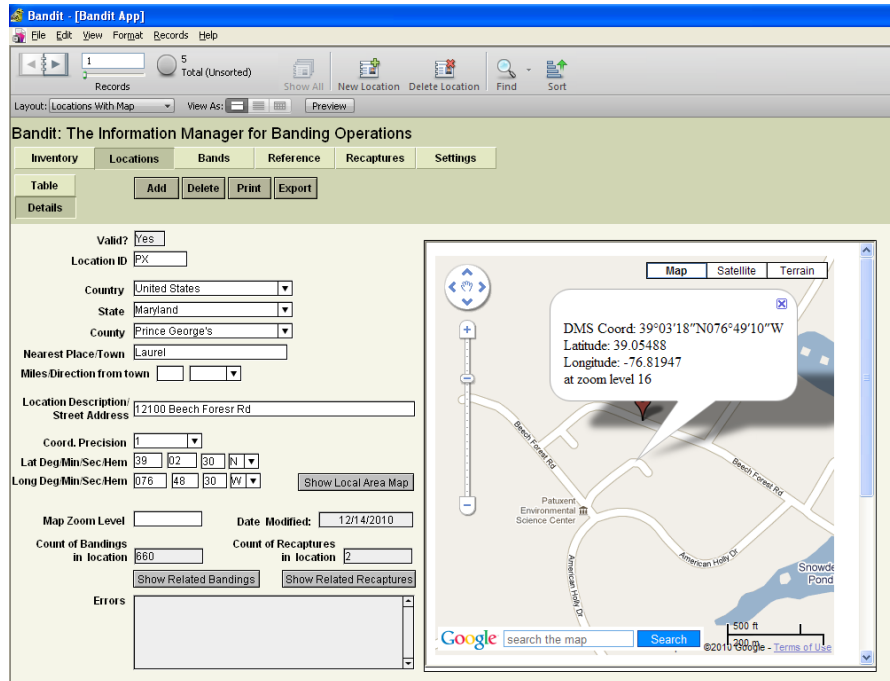 Bandit - [Bandit App]
File Edit View Format Records Help
1
5
Total (Unsorted)
Records Show All New Location Delete Location Find Sort
Layout: Locations With Map View As: Preview
Bandit: The Information Manager for Banding Operations
Inventory Locations Bands Reference Recaptures Settings
Table
Details
Add Delete Print Export
Valid? Yes
Location ID PX
Country United States
State Maryland
County Prince George's
Nearest Place/Town Laurel
Miles/Direction from town
Location Description/
Street Address 12100 Beech Foresr Rd
Coord. Precision 1
Lat Deg/Min/Sec/Hem 39 02 30 N
Long Deg/Min/Sec/Hem 076 48 30 W
Show Local Area Map
Map Zoom Level Date Modified: 12/14/2010
Count of Bandings
in location 660
Count of Recaptures
in location 2
Show Related Bandings Show Related Recaptures
Errors
Map Satellite Terrain
DMS Coord: 39°03'18"N076°49'10"W
Latitude: 39.05488
Longitude: -76.81947
at zoom level 16
Beech Forest Rd
Beech Forest Rd
Patuxent
Environmental
Science Center
American Holly Dr
American Holly Dr
Snowde
Pond
Google search the map Search
500 ft
200 m
©2010 Google - Terms of Use